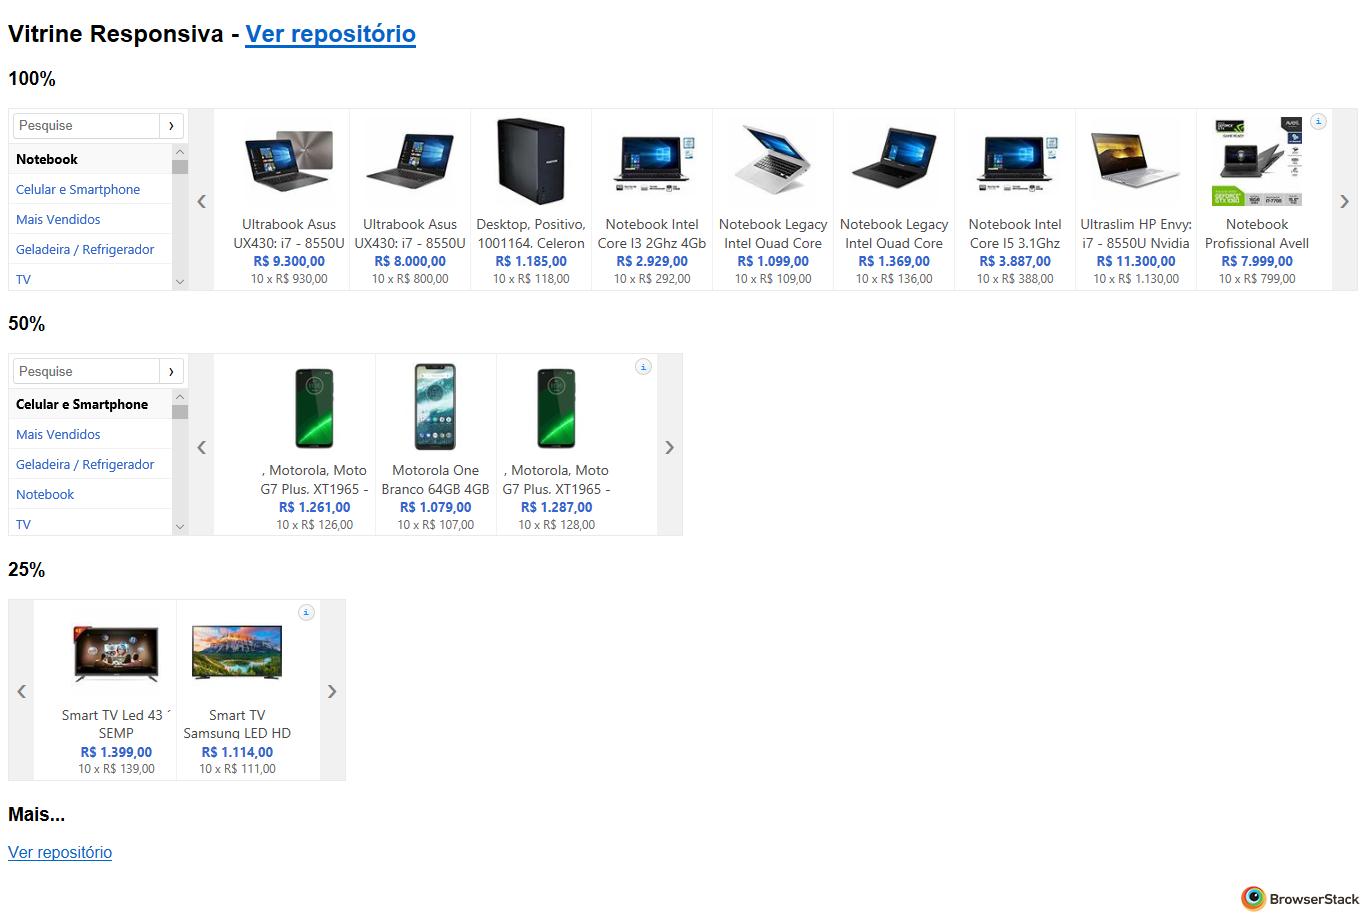 Vitrine Responsiva - Ver repositório
100%
Pesquise
Notebook
Celular e Smartphone
Mais Vendidos
Geladeira / Refrigerador
TV
Ultrabook Asus
UX430: i7 - 8550U
R$ 9.300,00
10 x R$ 930,00
Ultrabook Asus
UX430: i7 - 8550U
R$ 8.000,00
10 x R$ 800,00
Desktop, Positivo,
1001164, Celeron
R$ 1.185,00
10 x R$ 118,00
Notebook Intel
Core I3 2Ghz 4Gb
R$ 2.929,00
10 x R$ 292,00
Notebook Legacy
Intel Quad Core
R$ 1.099,00
10 x R$ 109,00
Notebook Legacy
Intel Quad Core
R$ 1.369,00
10 x R$ 136,00
Notebook Intel
Core I5 3.1Ghz
R$ 3.887,00
10 x R$ 388,00
Ultraslim HP Envy:
i7 - 8550U Nvidia
R$ 11.300,00
10 x R$ 1.130,00
Notebook
Profissional Avell
R$ 7.999,00
10 x R$ 799,00
50%
Pesquise
Celular e Smartphone
Mais Vendidos
Geladeira / Refrigerador
Notebook
TV
, Motorola, Moto
G7 Plus, XT1965 -
R$ 1.261,00
10 x R$ 126,00
Motorola One
Branco 64GB 4GB
R$ 1.079,00
10 x R$ 107,00
, Motorola, Moto
G7 Plus, XT1965 -
R$ 1.287,00
10 x R$ 128,00
25%
Smart TV Led 43 ´
SEMP
R$ 1.399,00
10 x R$ 139,00
Smart TV
Samsung LED HD
R$ 1.114,00
10 x R$ 111,00
Mais...
Ver repositório
BrowserStack